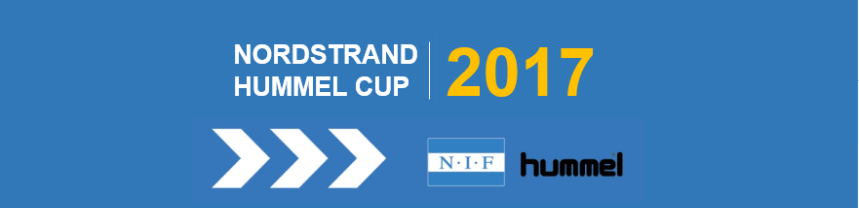 NORDSTRAND
HUMMEL CUP
2017
N·I·F
hummel